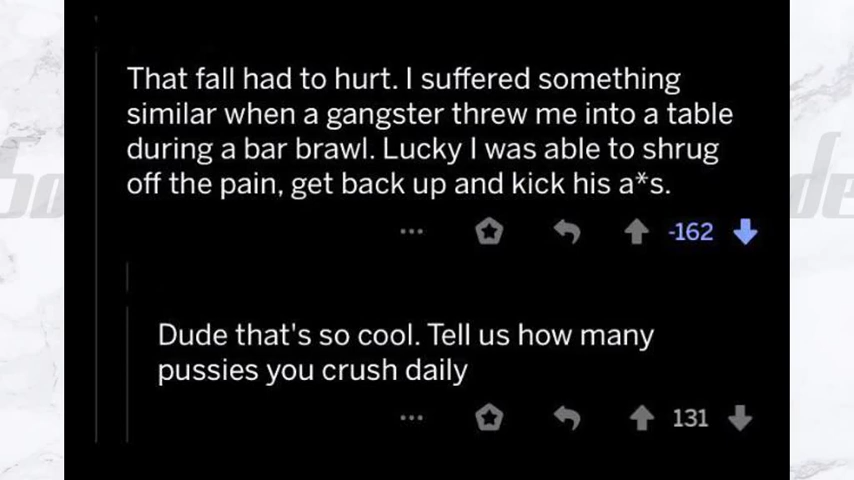 That fall had to hurt. I suffered something
similar when a gangster threw me into a table
during a bar brawl. Lucky I was able to shrug
off the pain, get back up and kick his a*s.
-162
Dude that's so cool. Tell us how many
pussies you crush daily
131